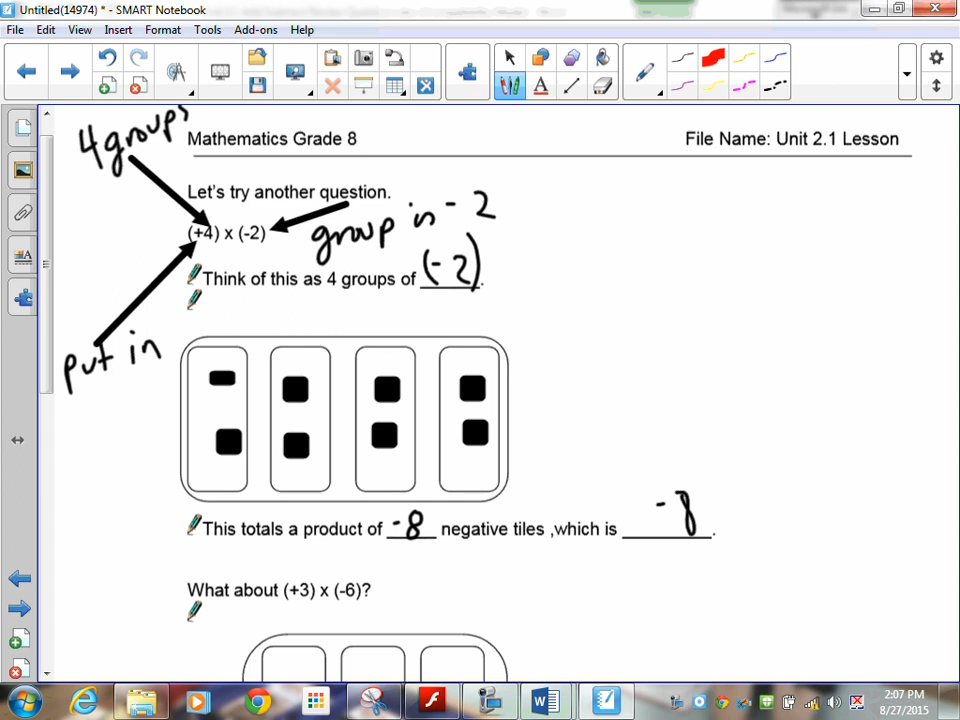 Untitled(14974) * - SMART Notebook
File Edit View Insert Format Tools Add-ons Help
4 groups
Mathematics Grade 8 File Name: Unit 2.1 Lesson
Let's try another question.
(+4) x (-2) group in -2
Think of this as 4 groups of (-2).
put in
This totals a product of -8 negative tiles ,which is -8.
What about (+3) x (-6)?
2:07 PM
8/27/2015